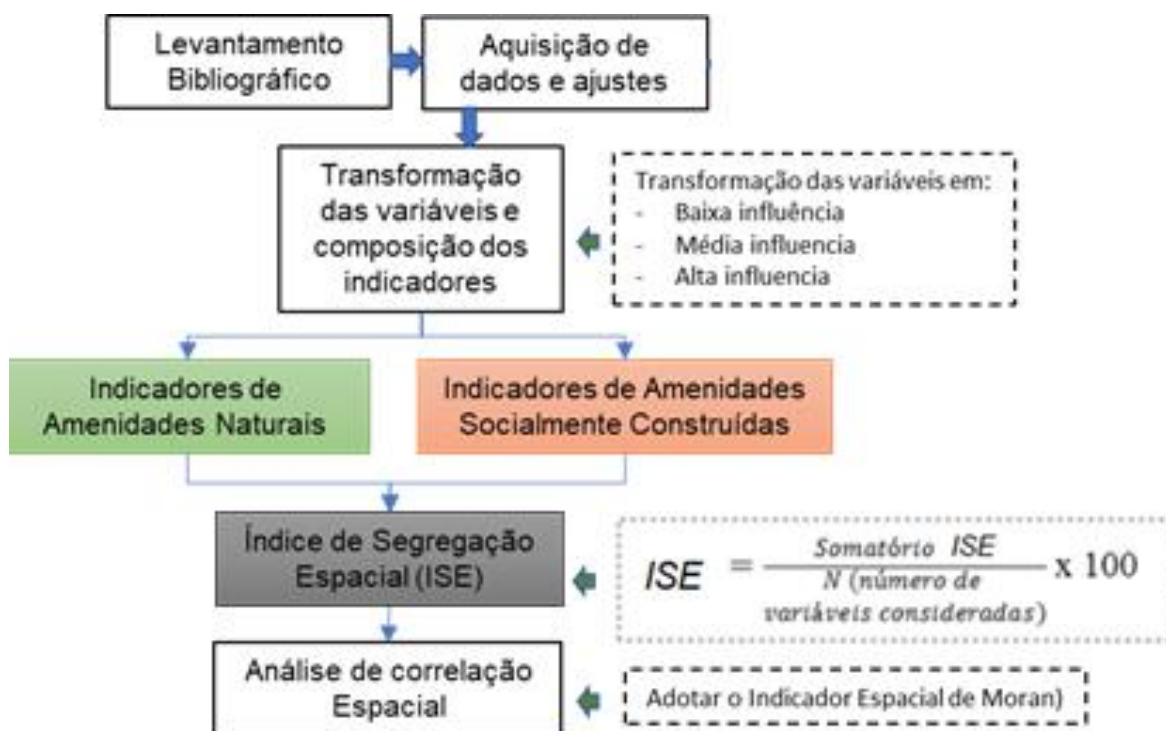 Levantamento
Bibliográfico
Aquisição de
dados e ajustes
Transformação
das variáveis e
composição dos
indicadores
Transformação das variáveis em:
- Baixa influência
- Média influencia
- Alta influencia
Indicadores de
Amenidades Naturais
Indicadores de Amenidades
Socialmente Construídas
Índice de Segregação
Espacial (ISE)
ISE = Somatório ISE x 100
N (número de
variáveis consideradas)
Análise de correlação
Espacial
Adotar o Indicador Espacial de Moran)